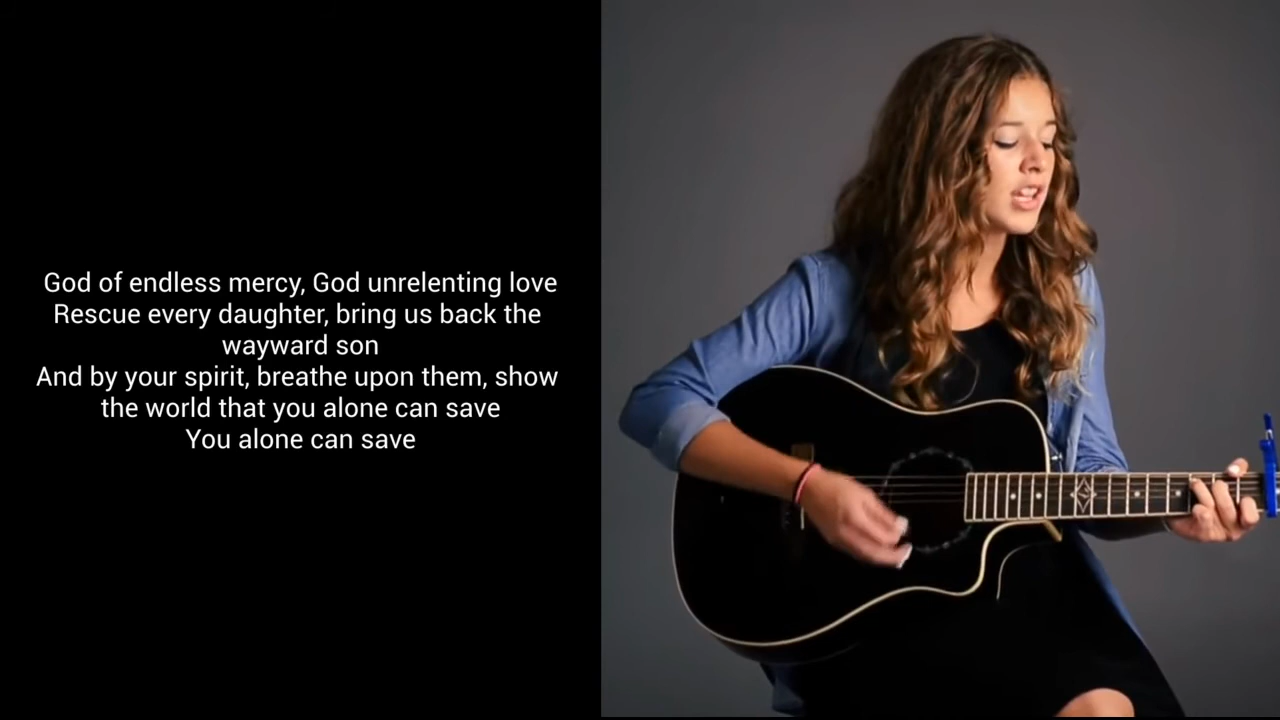 God of endless mercy, God unrelenting love
Rescue every daughter, bring us back the
wayward son
And by your spirit, breathe upon them, show
the world that you alone can save
You alone can save